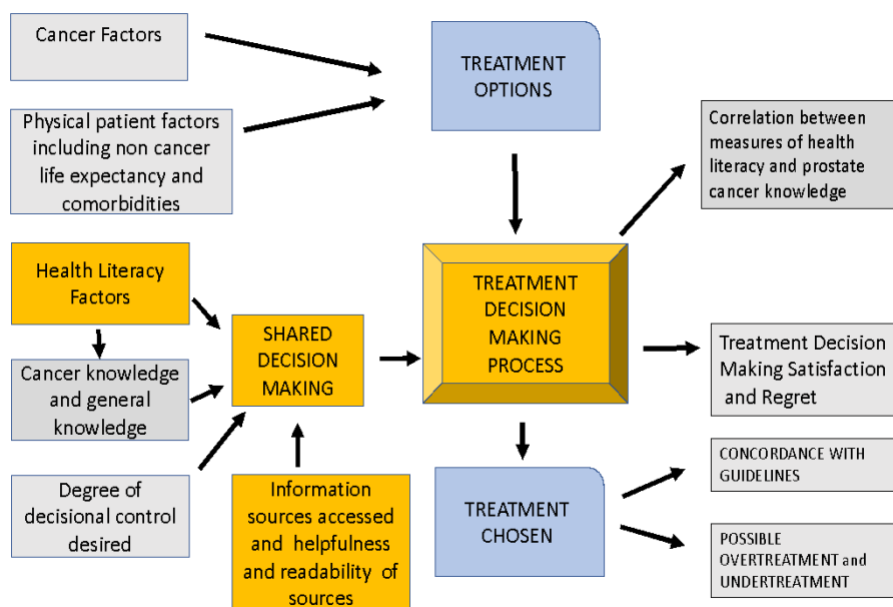 Cancer Factors
TREATMENT
OPTIONS
Physical patient factors
including non cancer
life expectancy and
comorbidities
Correlation between
measures of health
literacy and prostate
cancer knowledge
Health Literacy
Factors
SHARED
DECISION
MAKING
TREATMENT
DECISION
MAKING
PROCESS
Cancer knowledge
and general
knowledge
Treatment Decision
Making Satisfaction
and Regret
Degree of
decisional control
desired
Information
sources accessed
and helpfulness
and readability of
sources
TREATMENT
CHOSEN
CONCORDANCE WITH
GUIDELINES
POSSIBLE
OVERTREATMENT and
UNDERTREATMENT